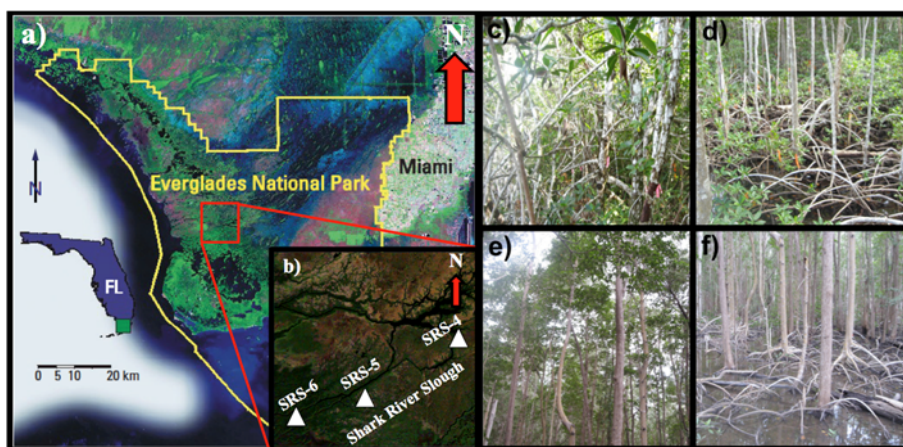 a)
N
Everglades National Park
Miami
N
FL
0 5 10 20 km
b)
N
SRS-4
SRS-5
SRS-6
Shark River Slough
c)
d)
e)
f)